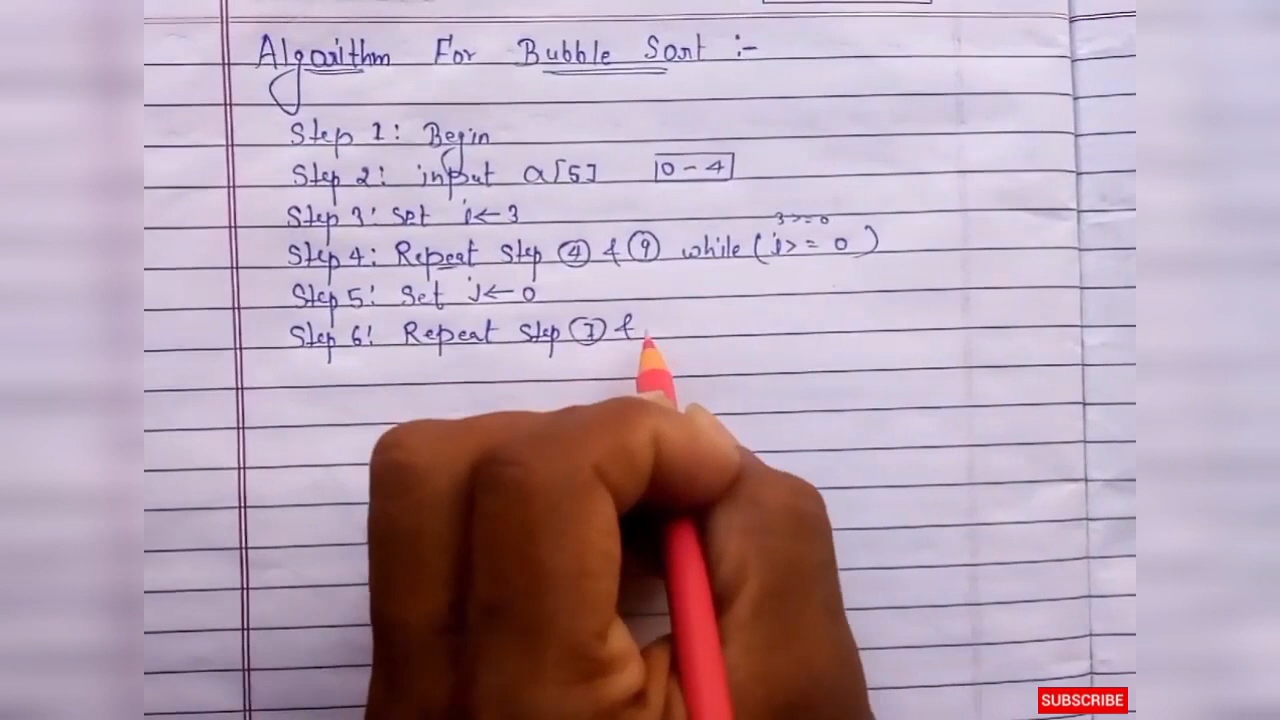 Algorithm For Bubble Sort :-
Step 1: Begin
Step 2: input a[5] 0-4
Step 3: Set i←3
3>=0
Step 4: Repeat Step 4 & 9 while (i>=0)
Step 5: Set j←0
Step 6: Repeat Step 7 &
SUBSCRIBE